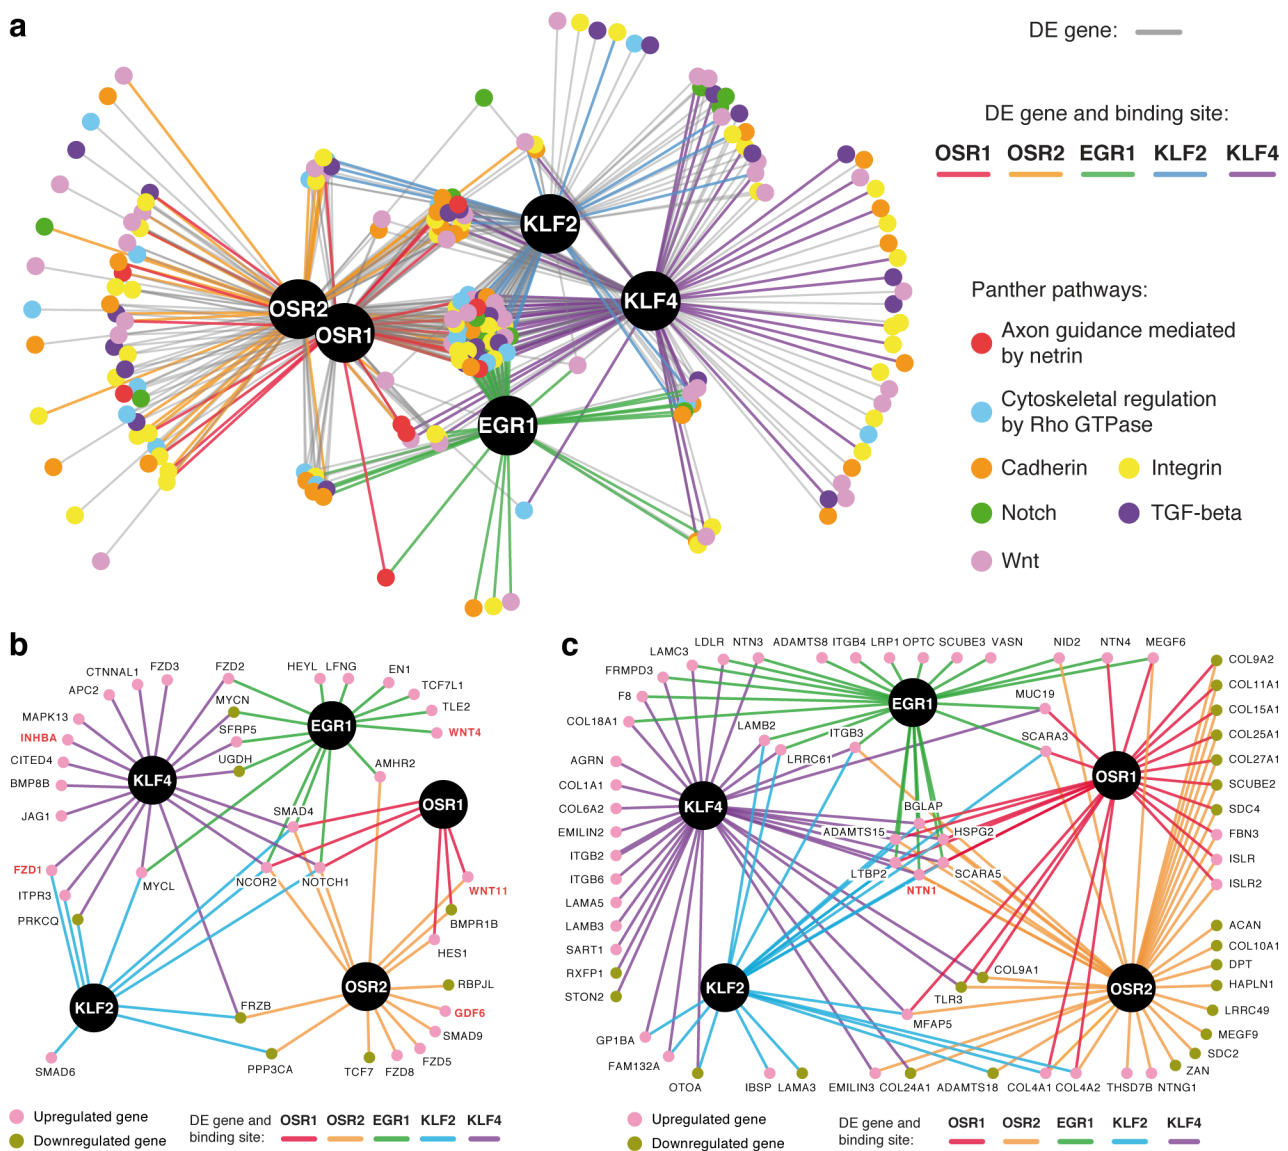 a
DE gene:
DE gene and binding site:
OSR1 OSR2 EGR1 KLF2 KLF4
KLF2
KLF4
OSR2
OSR1
EGR1
Panther pathways:
Axon guidance mediated
by netrin
Cytoskeletal regulation
by Rho GTPase
Cadherin Integrin
Notch TGF-beta
Wnt
b
CTNNAL1 FZD3 FZD2 HEYL LFNG EN1
APC2 TCF7L1
MYCN TLE2
MAPK13 SFRP5 EGR1 WNT4
INHBA
CITED4 UGDH AMHR2
BMP8B KLF4
JAG1 SMAD4 OSR1
FZD1
ITPR3 MYCL NCOR2 NOTCH1 WNT11
PRKCQ BMPR1B
HES1
OSR2 RBPJL
KLF2 FRZB GDF6
SMAD9
SMAD6 PPP3CA TCF7 FZD8 FZD5
Upregulated gene
Downregulated gene
DE gene and
binding site:
OSR1 OSR2 EGR1 KLF2 KLF4
c
LDLR NTN3 ADAMTS8 ITGB4 LRP1 OPTC SCUBE3 VASN NID2 NTN4 MEGF6
LAMC3 COL9A2
FRMPD3 COL11A1
F8 EGR1 MUC19
COL18A1 COL15A1
LAMB2 ITGB3 SCARA3 COL25A1
AGRN LRRC61 COL27A1
COL1A1 OSR1 SCUBE2
COL6A2 KLF4 BGLAP SDC4
EMILIN2 ADAMTS15 HSPG2 FBN3
ITGB2 ISLR
ITGB6 LTBP2 SCARA5 ISLR2
NTN1
LAMA5
LAMB3 ACAN
SART1 COL10A1
RXFP1 COL9A1 DPT
STON2 KLF2 TLR3 OSR2 HAPLN1
MFAP5 LRRC49
GP1BA MEGF9
FAM132A SDC2
ZAN
OTOA IBSP LAMA3 EMILIN3 COL24A1 ADAMTS18 COL4A1 COL4A2 THSD7B NTNG1
Upregulated gene
Downregulated gene
DE gene and
binding site:
OSR1 OSR2 EGR1 KLF2 KLF4